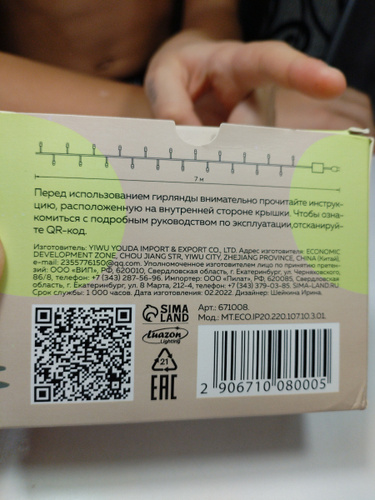 7 м
Перед использованием гирлянды внимательно прочитайте инструк-
цию, расположенную на внутренней стороне крышки. Чтобы озна-
комиться с подробным руководством по эксплуатации,отсканируй-
те QR-код.
Изготовитель: YIWU YOUDA IMPORT & EXPORT CO., LTD. Адрес изготовителя: ECONOMIC
DEVELOPMENT ZONE, CHOU JIANG STR, YIWU CITY, ZHEJIANG PROVINCE, CHINA (Китай),
e-mail: 2355776150@qq.com. Уполномоченное изготовителем лицо по принятию претен-
зий: ООО «ВИП», РФ, 620010, Свердловская область, г. Екатеринбург, ул. Черняховского,
86/8, телефон: +7 (343) 287-56-96. Импортер: ООО «Пилат», РФ, 620085, Свердловская
область, г. Екатеринбург, ул. 8 Марта, 212-4, телефон +7 (343) 379-03-85. SIMA-LAND.RU
Срок службы: 1 000 часов. Дата изготовления: 02.2022. Дизайнер: Шейкина Ирина.
SIMA
LAND
Арт.: 671008.
Мод.: MT.ECO.IP20.220.107.10.3.01.
Luazon
Lighting
21
EAC
2 906710 080005